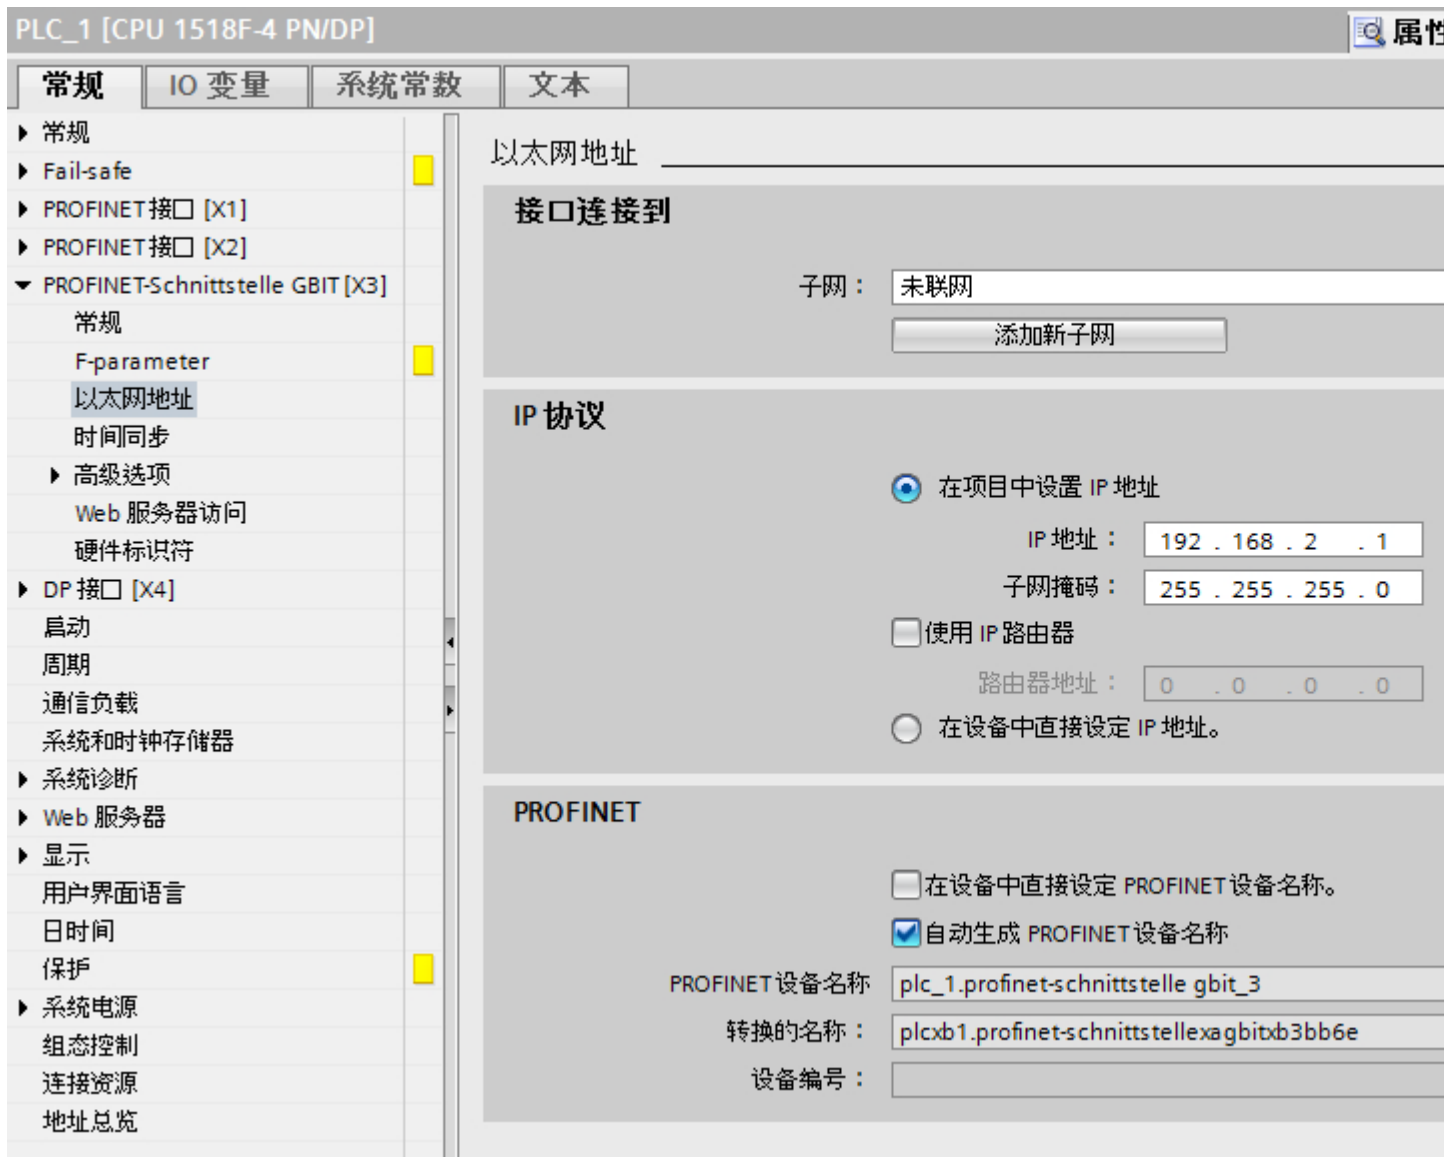 PLC_1 [CPU 1518F-4 PN/DP]
属性
常规 IO 变量 系统常数 文本
常规
Fail-safe
PROFINET接口 [X1]
PROFINET接口 [X2]
PROFINET-Schnittstelle GBIT [X3]
常规
F-parameter
以太网地址
时间同步
高级选项
Web 服务器访问
硬件标识符
DP 接口 [X4]
启动
周期
通信负载
系统和时钟存储器
系统诊断
Web 服务器
显示
用户界面语言
日时间
保护
系统电源
组态控制
连接资源
地址总览
以太网地址
接口连接到
子网： 未联网
添加新子网
IP 协议
在项目中设置 IP 地址
IP 地址： 192 . 168 . 2 . 1
子网掩码： 255 . 255 . 255 . 0
使用 IP 路由器
路由器地址： 0 . 0 . 0 . 0
在设备中直接设定 IP 地址。
PROFINET
在设备中直接设定 PROFINET 设备名称。
自动生成 PROFINET 设备名称
PROFINET 设备名称 plc_1.profinet-schnittstelle gbit_3
转换的名称： plcxb1.profinet-schnittstellexagbitxb3bb6e
设备编号：